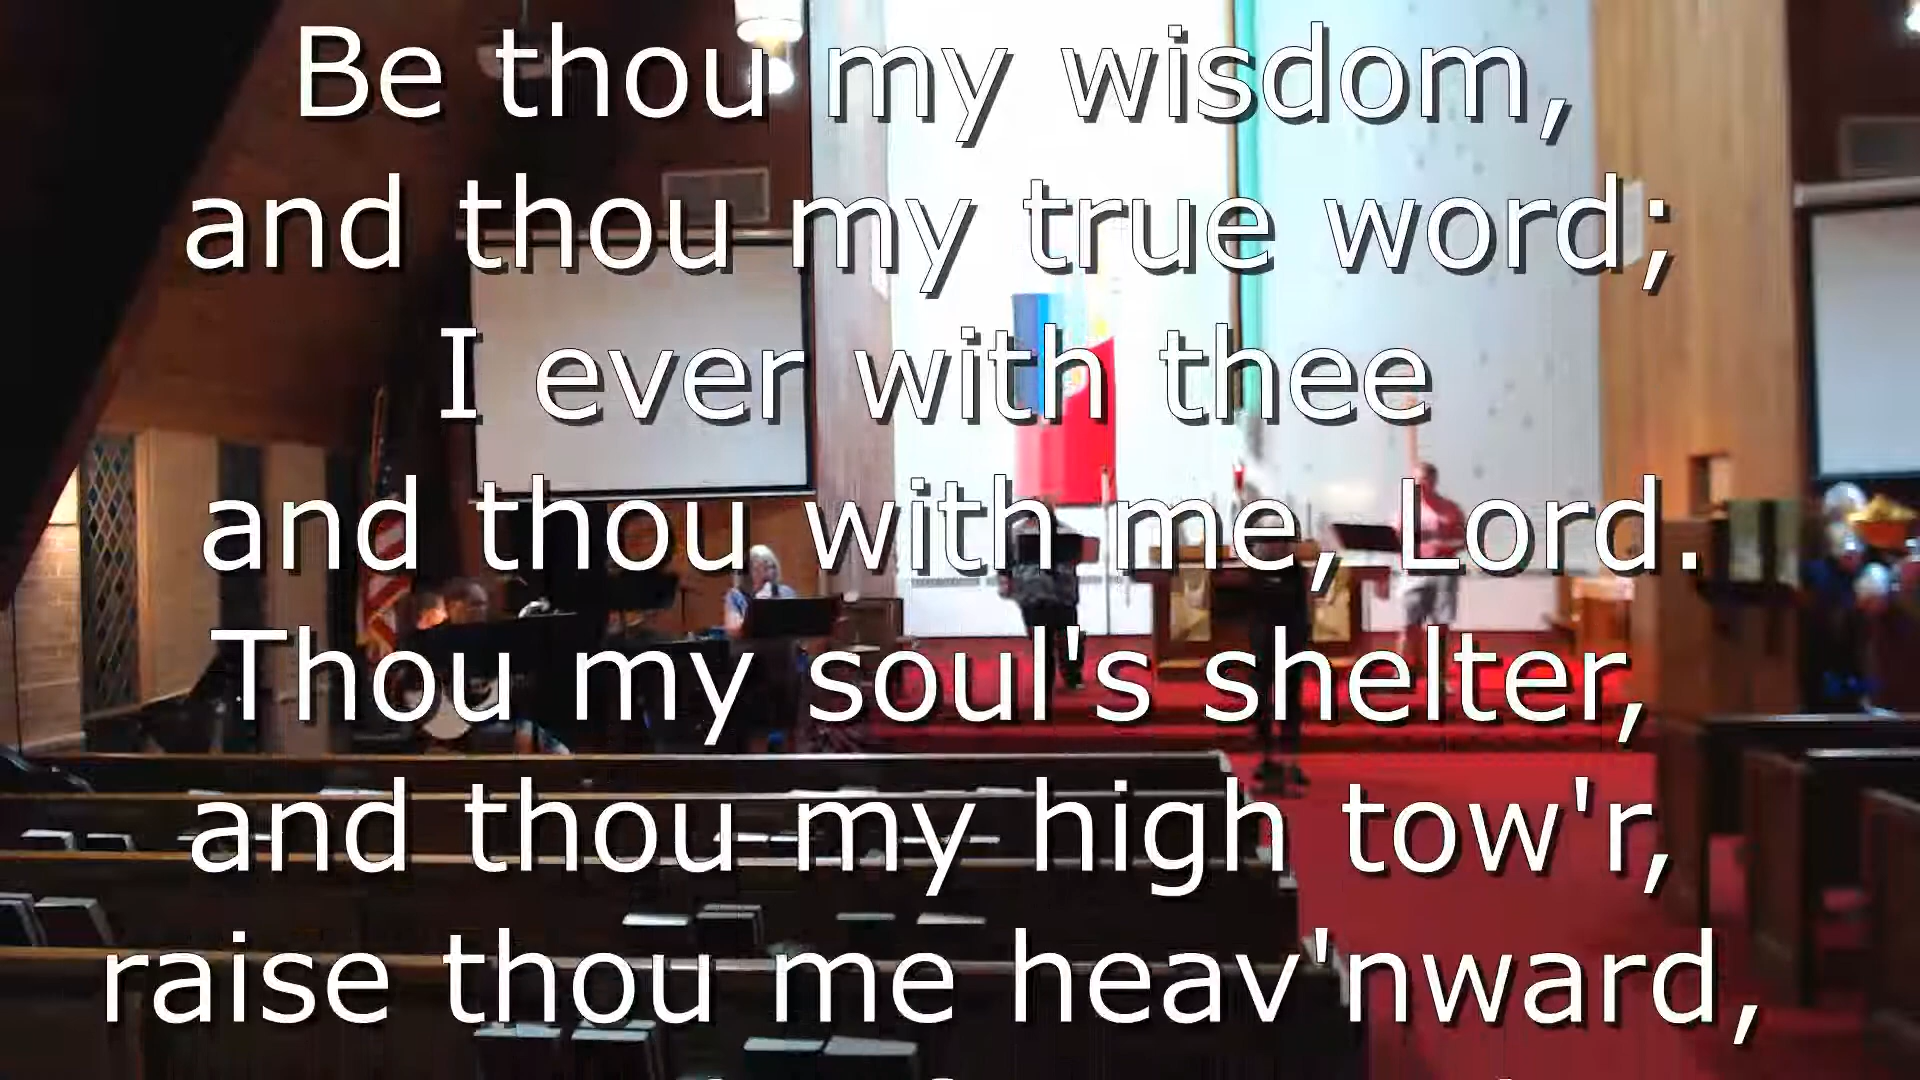 Be thou my wisdom,
and thou my true word;
I ever with thee
and thou with me, Lord.
Thou my soul's shelter,
and thou my high tow'r,
raise thou me heav'nward,